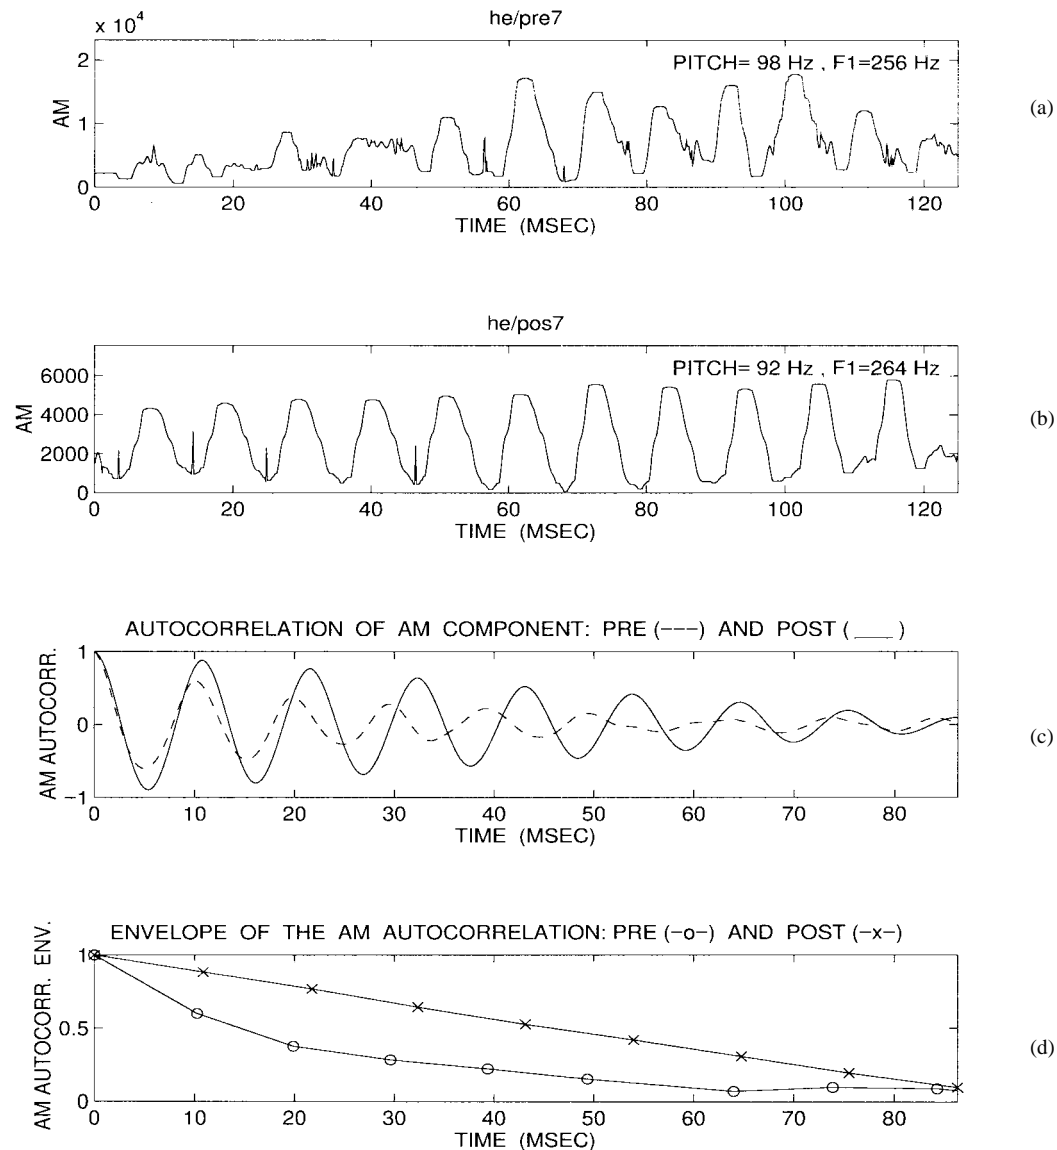 he/pre7
x 10^4
PITCH= 98 Hz , F1=256 Hz
2
1
0
AM
0 20 40 60 80 100 120
TIME (MSEC)
(a)
he/pos7
PITCH= 92 Hz , F1=264 Hz
6000
4000
2000
0
AM
0 20 40 60 80 100 120
TIME (MSEC)
(b)
AUTOCORRELATION OF AM COMPONENT: PRE (---) AND POST ( ___ )
1
0
-1
AM AUTOCORR.
0 10 20 30 40 50 60 70 80
TIME (MSEC)
(c)
ENVELOPE OF THE AM AUTOCORRELATION: PRE (-o-) AND POST (-x-)
1
0.5
0
AM AUTOCORR. ENV.
0 10 20 30 40 50 60 70 80
TIME (MSEC)
(d)